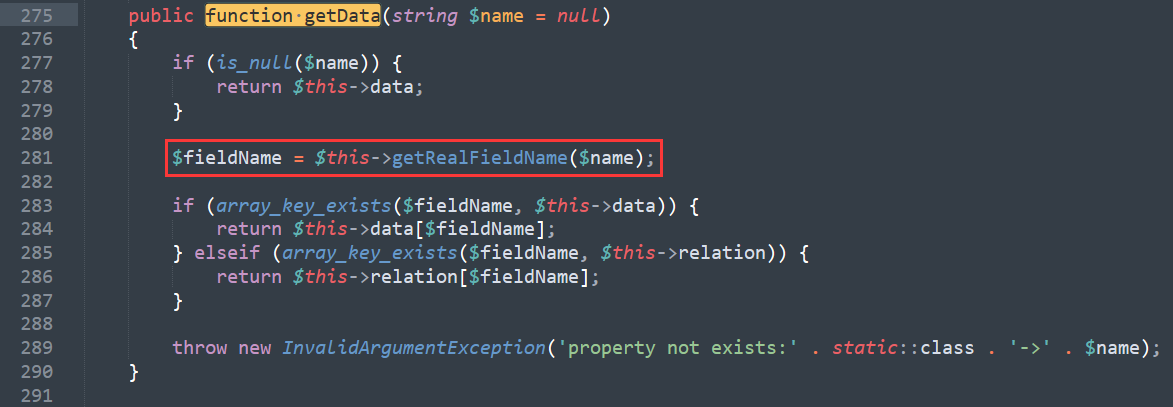 275 public function getData(string $name = null)
276 {
277 if (is_null($name)) {
278 return $this->data;
279 }
280
281 $fieldName = $this->getRealFieldName($name);
282
283 if (array_key_exists($fieldName, $this->data)) {
284 return $this->data[$fieldName];
285 } elseif (array_key_exists($fieldName, $this->relation)) {
286 return $this->relation[$fieldName];
287 }
288
289 throw new InvalidArgumentException('property not exists:' . static::class . '->' . $name);
290 }
291